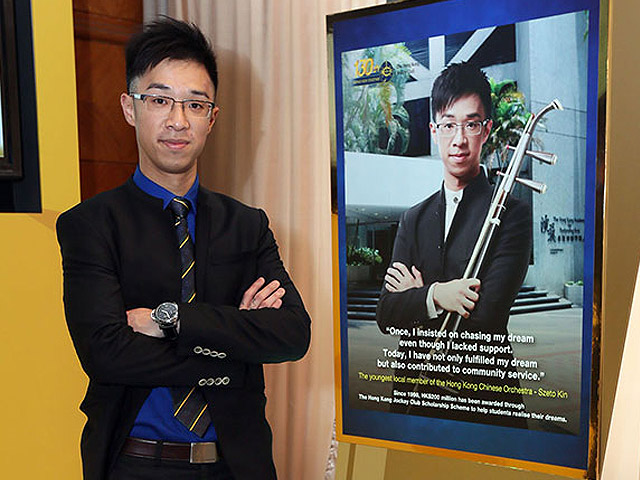 130
"Once, I insisted on chasing my dream
even though I lacked support.
Today, I have not only fulfilled my dream
but also contributed to community service."
The youngest local member of the Hong Kong Chinese Orchestra - Szeto Kin
Since 1998, HK$200 million has been awarded through
The Hong Kong Jockey Club Scholarship Scheme to help students realise their dreams.